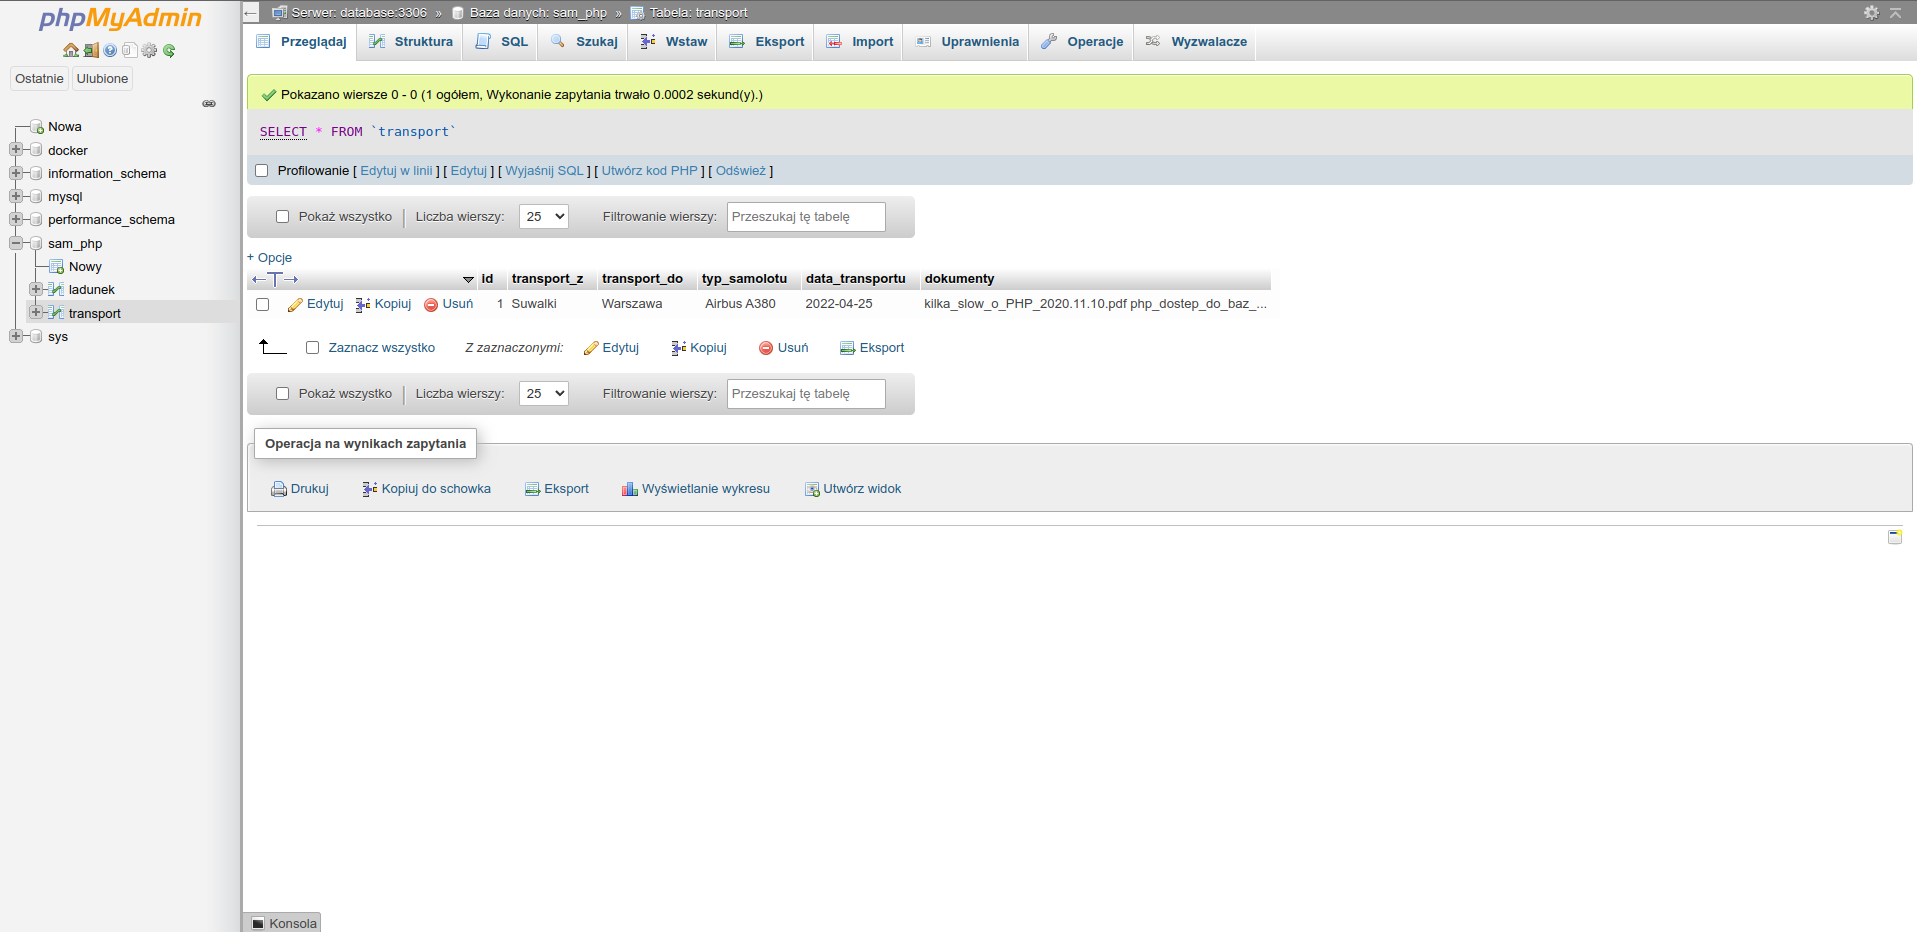 phpMyAdmin
Ostatnie Ulubione
Nowa
docker
information_schema
mysql
performance_schema
sam_php
Nowy
ladunek
transport
sys
Serwer: database:3306 » Baza danych: sam_php » Tabela: transport
Przeglądaj Struktura SQL Szukaj Wstaw Eksport Import Uprawnienia Operacje Wyzwalacze
Pokazano wiersze 0 - 0 (1 ogółem, Wykonanie zapytania trwało 0.0002 sekund(y).)
SELECT * FROM `transport`
Profilowanie [ Edytuj w linii ] [ Edytuj ] [ Wyjaśnij SQL ] [ Utwórz kod PHP ] [ Odśwież ]
Pokaż wszystko Liczba wierszy: 25 Filtrowanie wierszy: Przeszukaj tę tabelę
+ Opcje
←T→ id transport_z transport_do typ_samolotu data_transportu dokumenty
Edytuj Kopiuj Usuń 1 Suwalki Warszawa Airbus A380 2022-04-25 kilka_slow_o_PHP_2020.11.10.pdf php_dostep_do_baz_...
Zaznacz wszystko Z zaznaczonymi: Edytuj Kopiuj Usuń Eksport
Pokaż wszystko Liczba wierszy: 25 Filtrowanie wierszy: Przeszukaj tę tabelę
Operacja na wynikach zapytania
Drukuj Kopiuj do schowka Eksport Wyświetlanie wykresu Utwórz widok
Konsola